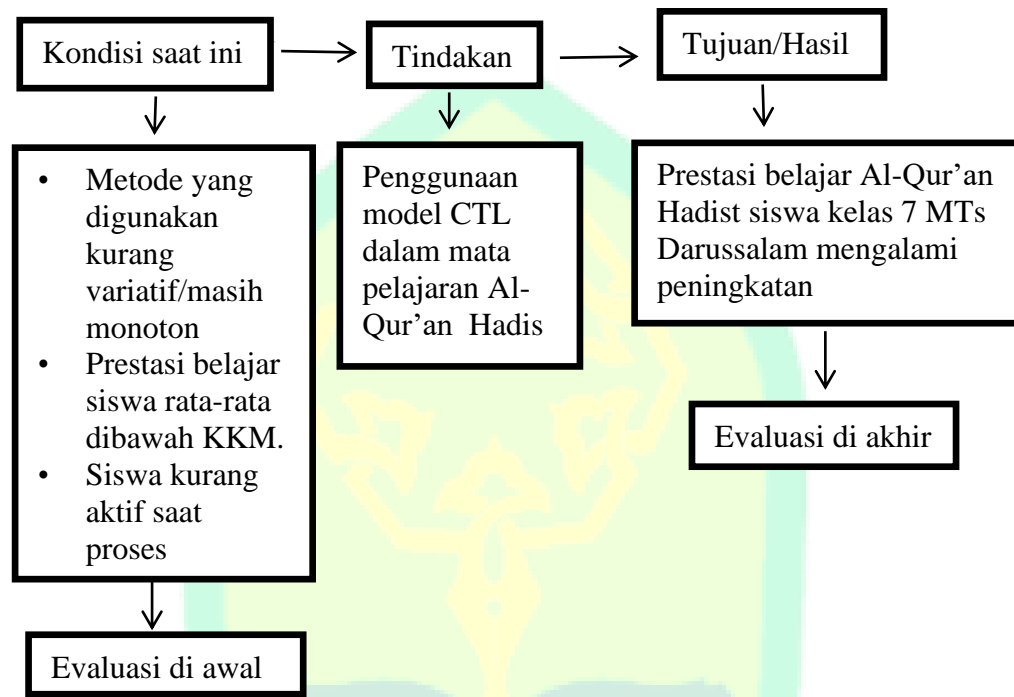 Kondisi saat ini
Tindakan
Tujuan/Hasil
• Metode yang
digunakan
kurang
variatif/masih
monoton
• Prestasi belajar
siswa rata-rata
dibawah KKM.
• Siswa kurang
aktif saat
proses
Penggunaan
model CTL
dalam mata
pelajaran Al-
Qur’an Hadis
Prestasi belajar Al-Qur’an
Hadist siswa kelas 7 MTs
Darussalam mengalami
peningkatan
Evaluasi di awal
Evaluasi di akhir